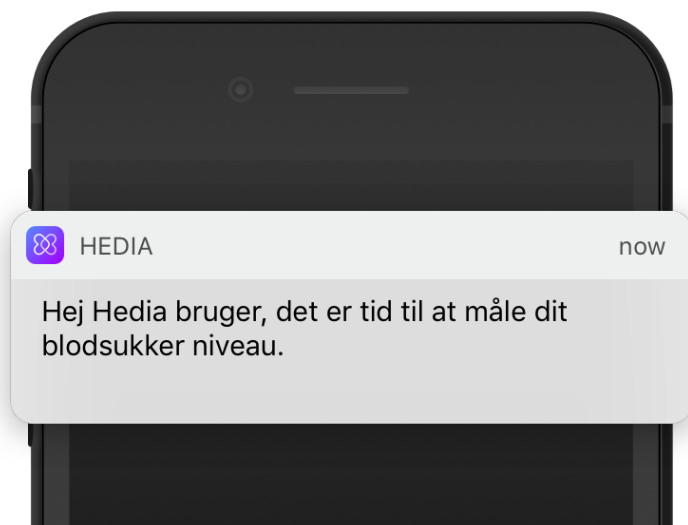 HEDIA now
Hej Hedia bruger, det er tid til at måle dit
blodsukker niveau.